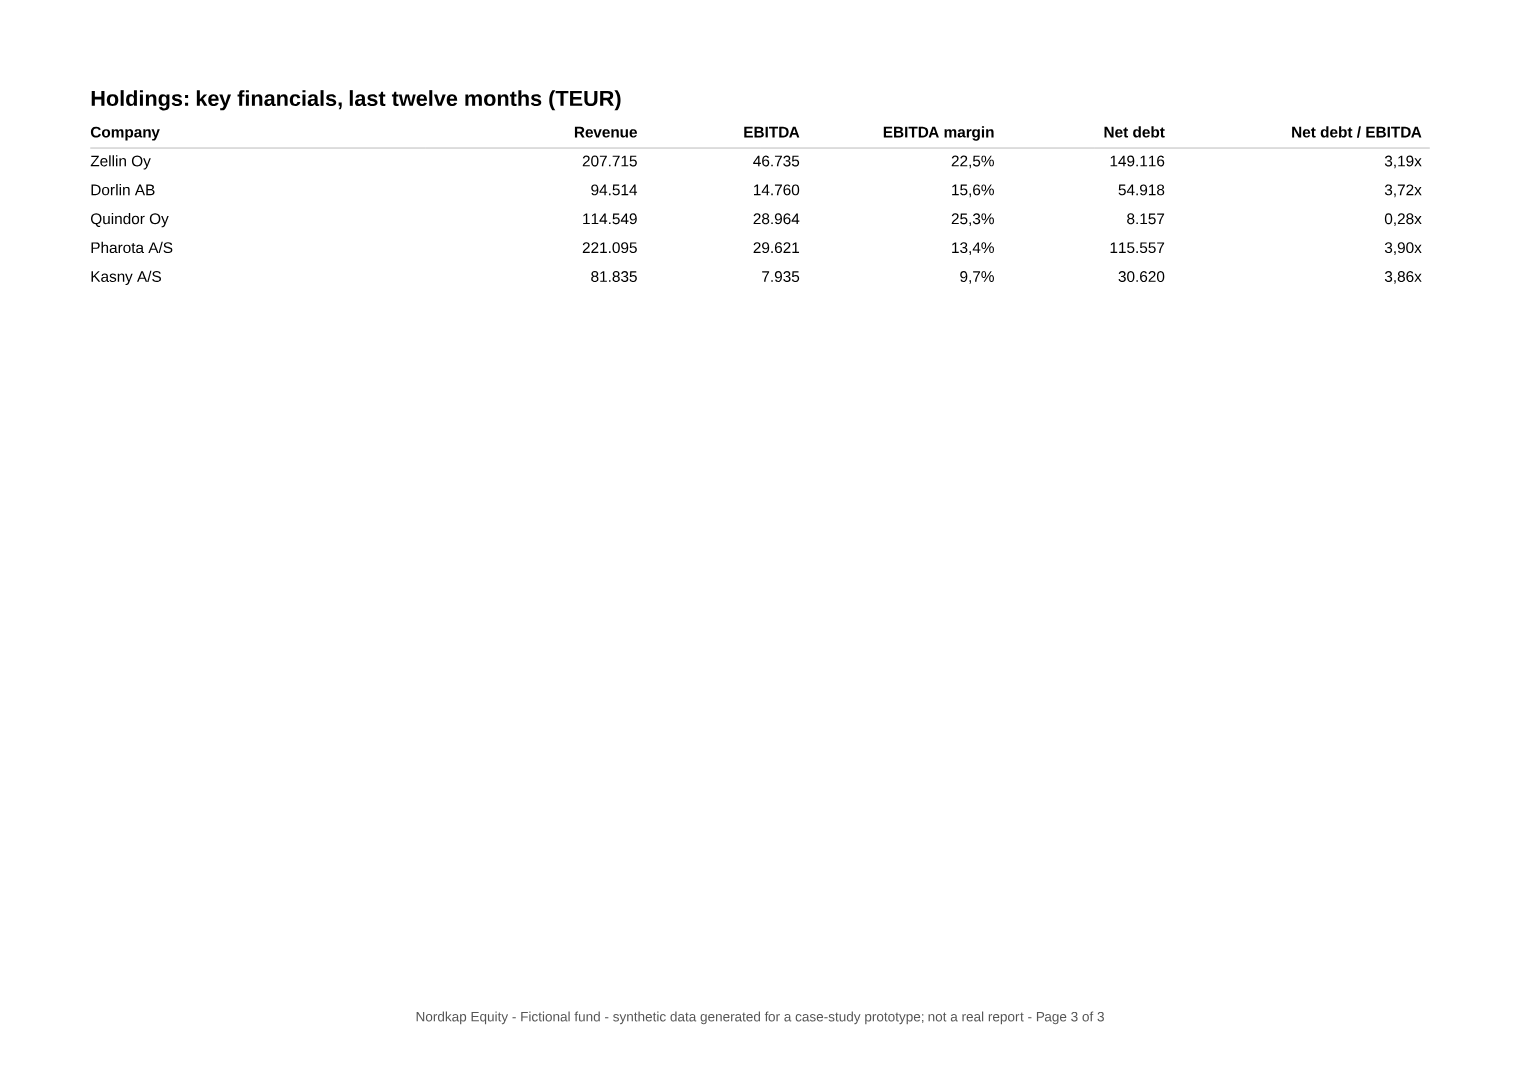 Holdings: key financials, last twelve months (TEUR)
Company Revenue EBITDA EBITDA margin Net debt Net debt / EBITDA
Zellin Oy 207.715 46.735 22,5% 149.116 3,19x
Dorlin AB 94.514 14.760 15,6% 54.918 3,72x
Quindor Oy 114.549 28.964 25,3% 8.157 0,28x
Pharota A/S 221.095 29.621 13,4% 115.557 3,90x
Kasny A/S 81.835 7.935 9,7% 30.620 3,86x
Nordkap Equity - Fictional fund - synthetic data generated for a case-study prototype; not a real report - Page 3 of 3